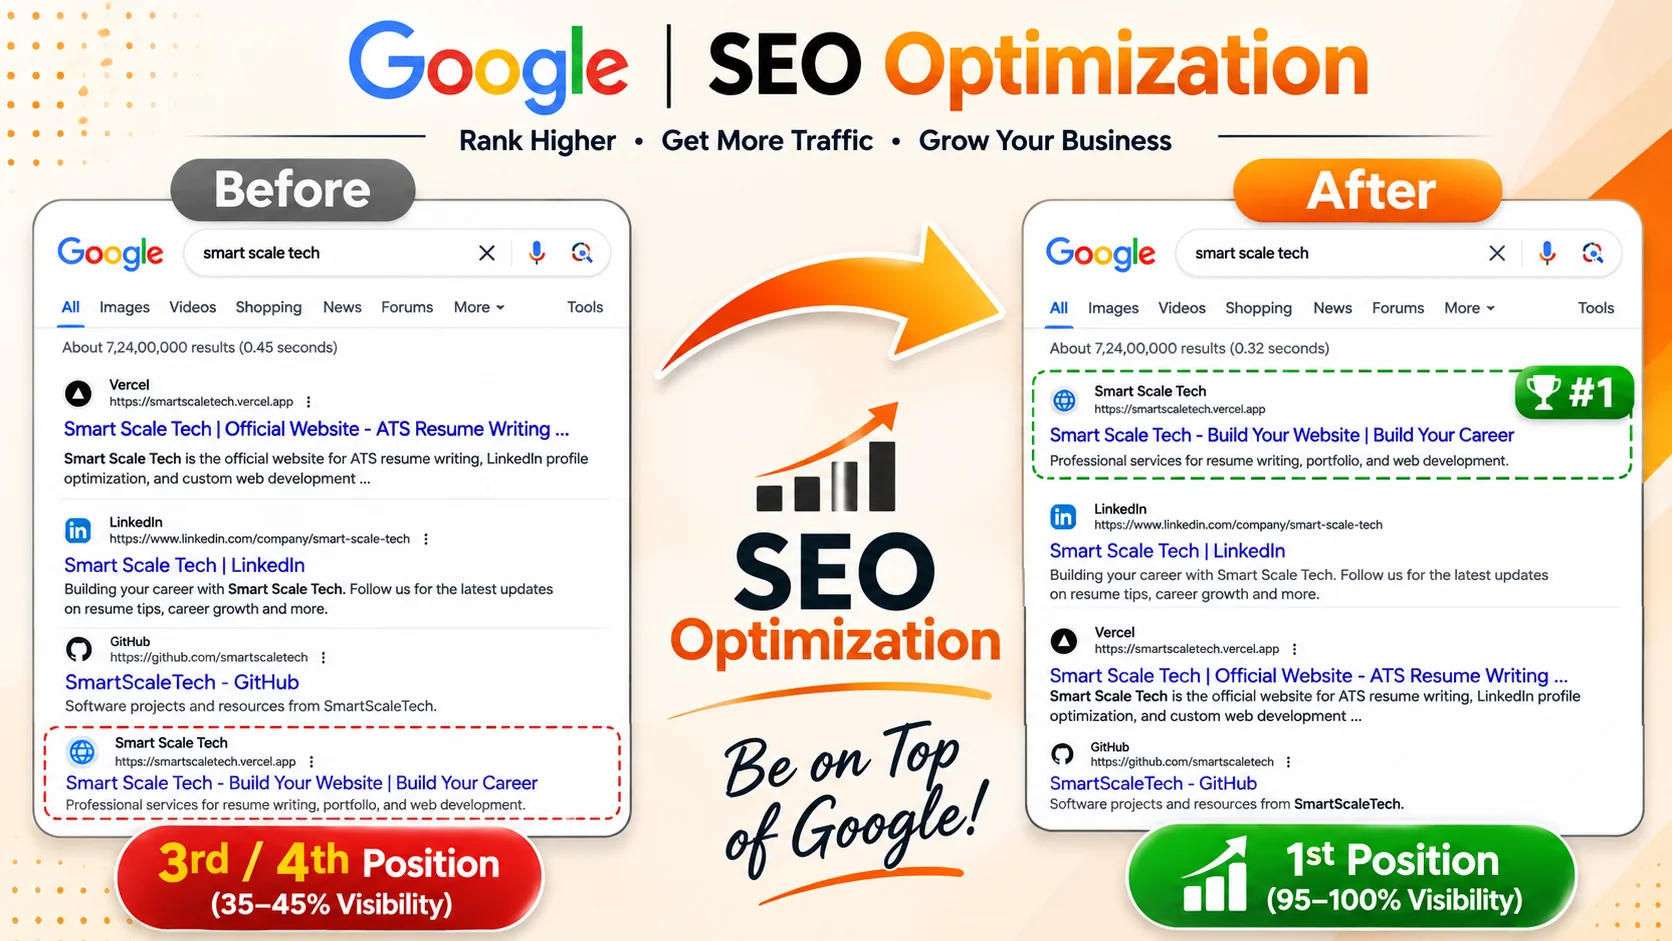 Google | SEO Optimization
Rank Higher • Get More Traffic • Grow Your Business
Before
Google
smart scale tech
All Images Videos Shopping News Forums More Tools
About 7,24,00,000 results (0.45 seconds)
Vercel
https://smartscaletech.vercel.app
Smart Scale Tech | Official Website - ATS Resume Writing ...
Smart Scale Tech is the official website for ATS resume writing, LinkedIn profile
optimization, and custom web development ...
in
LinkedIn
https://www.linkedin.com/company/smart-scale-tech
Smart Scale Tech | LinkedIn
Building your career with Smart Scale Tech. Follow us for the latest updates
on resume tips, career growth and more.
GitHub
https://github.com/smartscaletech
SmartScaleTech - GitHub
Software projects and resources from SmartScaleTech.
Smart Scale Tech
https://smartscaletech.vercel.app
Smart Scale Tech - Build Your Website | Build Your Career
Professional services for resume writing, portfolio, and web development.
3rd / 4th Position
(35–45% Visibility)
SEO
Optimization
Be on Top
of Google!
After
Google
smart scale tech
All Images Videos Shopping News Forums More Tools
About 7,24,00,000 results (0.32 seconds)
#1
Smart Scale Tech
https://smartscaletech.vercel.app
Smart Scale Tech - Build Your Website | Build Your Career
Professional services for resume writing, portfolio, and web development.
in
LinkedIn
https://www.linkedin.com/company/smart-scale-tech
Smart Scale Tech | LinkedIn
Building your career with Smart Scale Tech. Follow us for the latest updates
on resume tips, career growth and more.
Vercel
https://smartscaletech.vercel.app
Smart Scale Tech | Official Website - ATS Resume Writing ...
Smart Scale Tech is the official website for ATS resume writing, LinkedIn profile
optimization, and custom web development ...
GitHub
https://github.com/smartscaletech
SmartScaleTech - GitHub
Software projects and resources from SmartScaleTech.
1st Position
(95–100% Visibility)